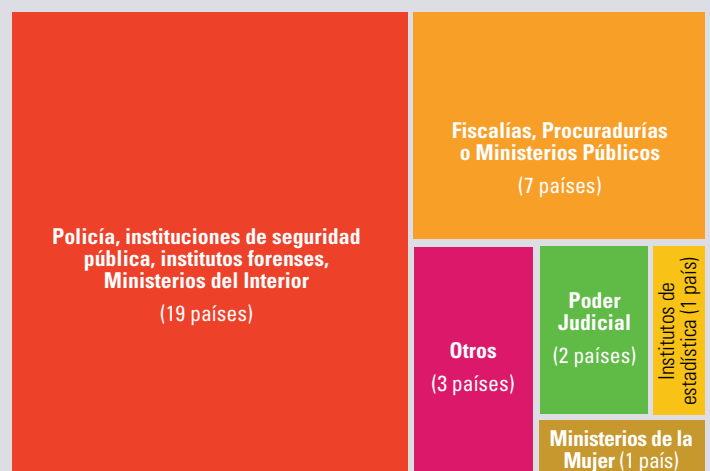 Policía, instituciones de seguridad
pública, institutos forenses,
Ministerios del Interior
(19 países)
Fiscalías, Procuradurías
o Ministerios Públicos
(7 países)
Otros
(3 países)
Poder
Judicial
(2 países)
Institutos de
estadística (1 país)
Ministerios de la
Mujer (1 país)